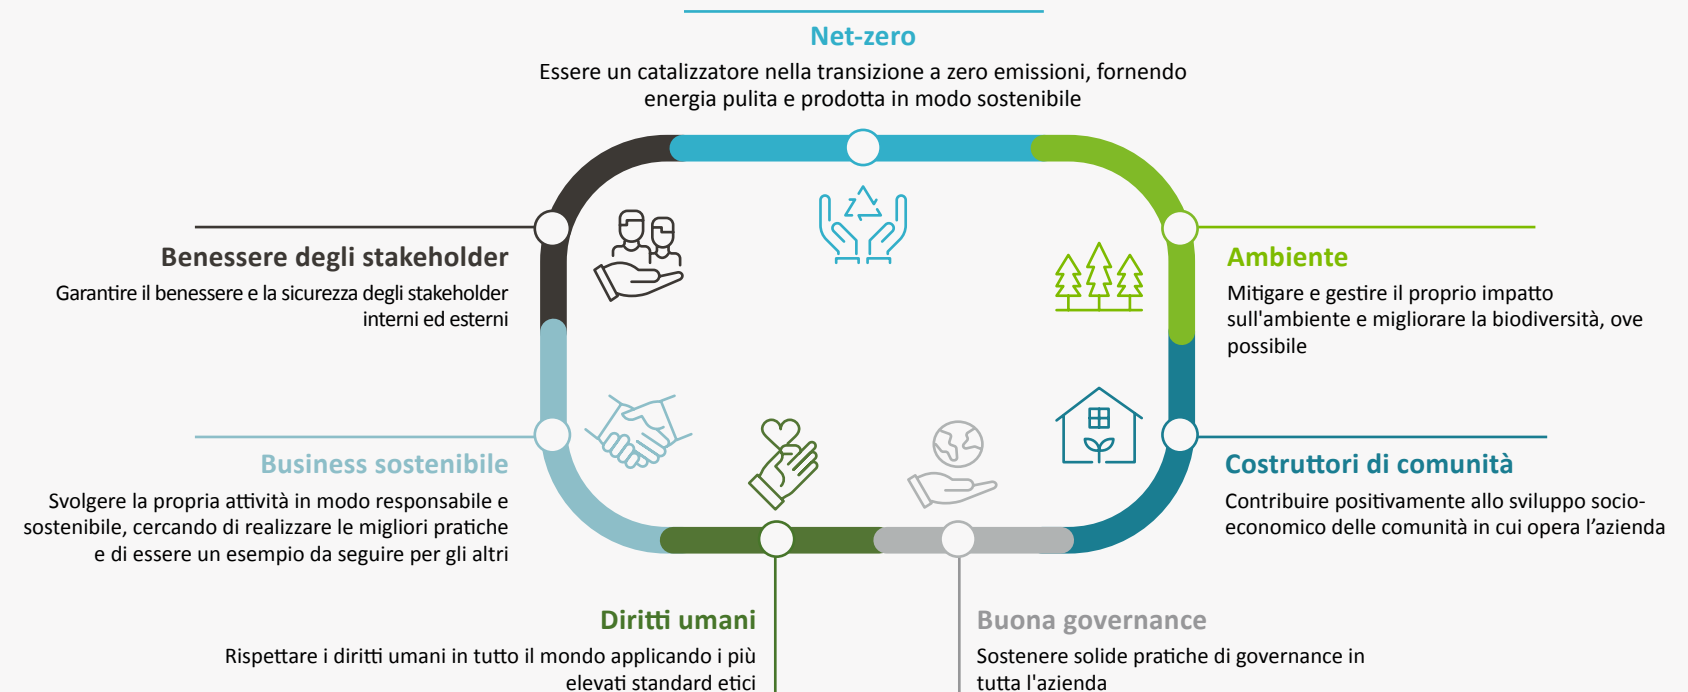 Net-zero
Essere un catalizzatore nella transizione a zero emissioni, fornendo
energia pulita e prodotta in modo sostenibile
Benessere degli stakeholder
Garantire il benessere e la sicurezza degli stakeholder
interni ed esterni
Ambiente
Mitigare e gestire il proprio impatto
sull'ambiente e migliorare la biodiversità, ove
possibile
Business sostenibile
Svolgere la propria attività in modo responsabile e
sostenibile, cercando di realizzare le migliori pratiche
e di essere un esempio da seguire per gli altri
Costruttori di comunità
Contribuire positivamente allo sviluppo socio-
economico delle comunità in cui opera l’azienda
Diritti umani
Rispettare i diritti umani in tutto il mondo applicando i più
elevati standard etici
Buona governance
Sostenere solide pratiche di governance in
tutta l'azienda